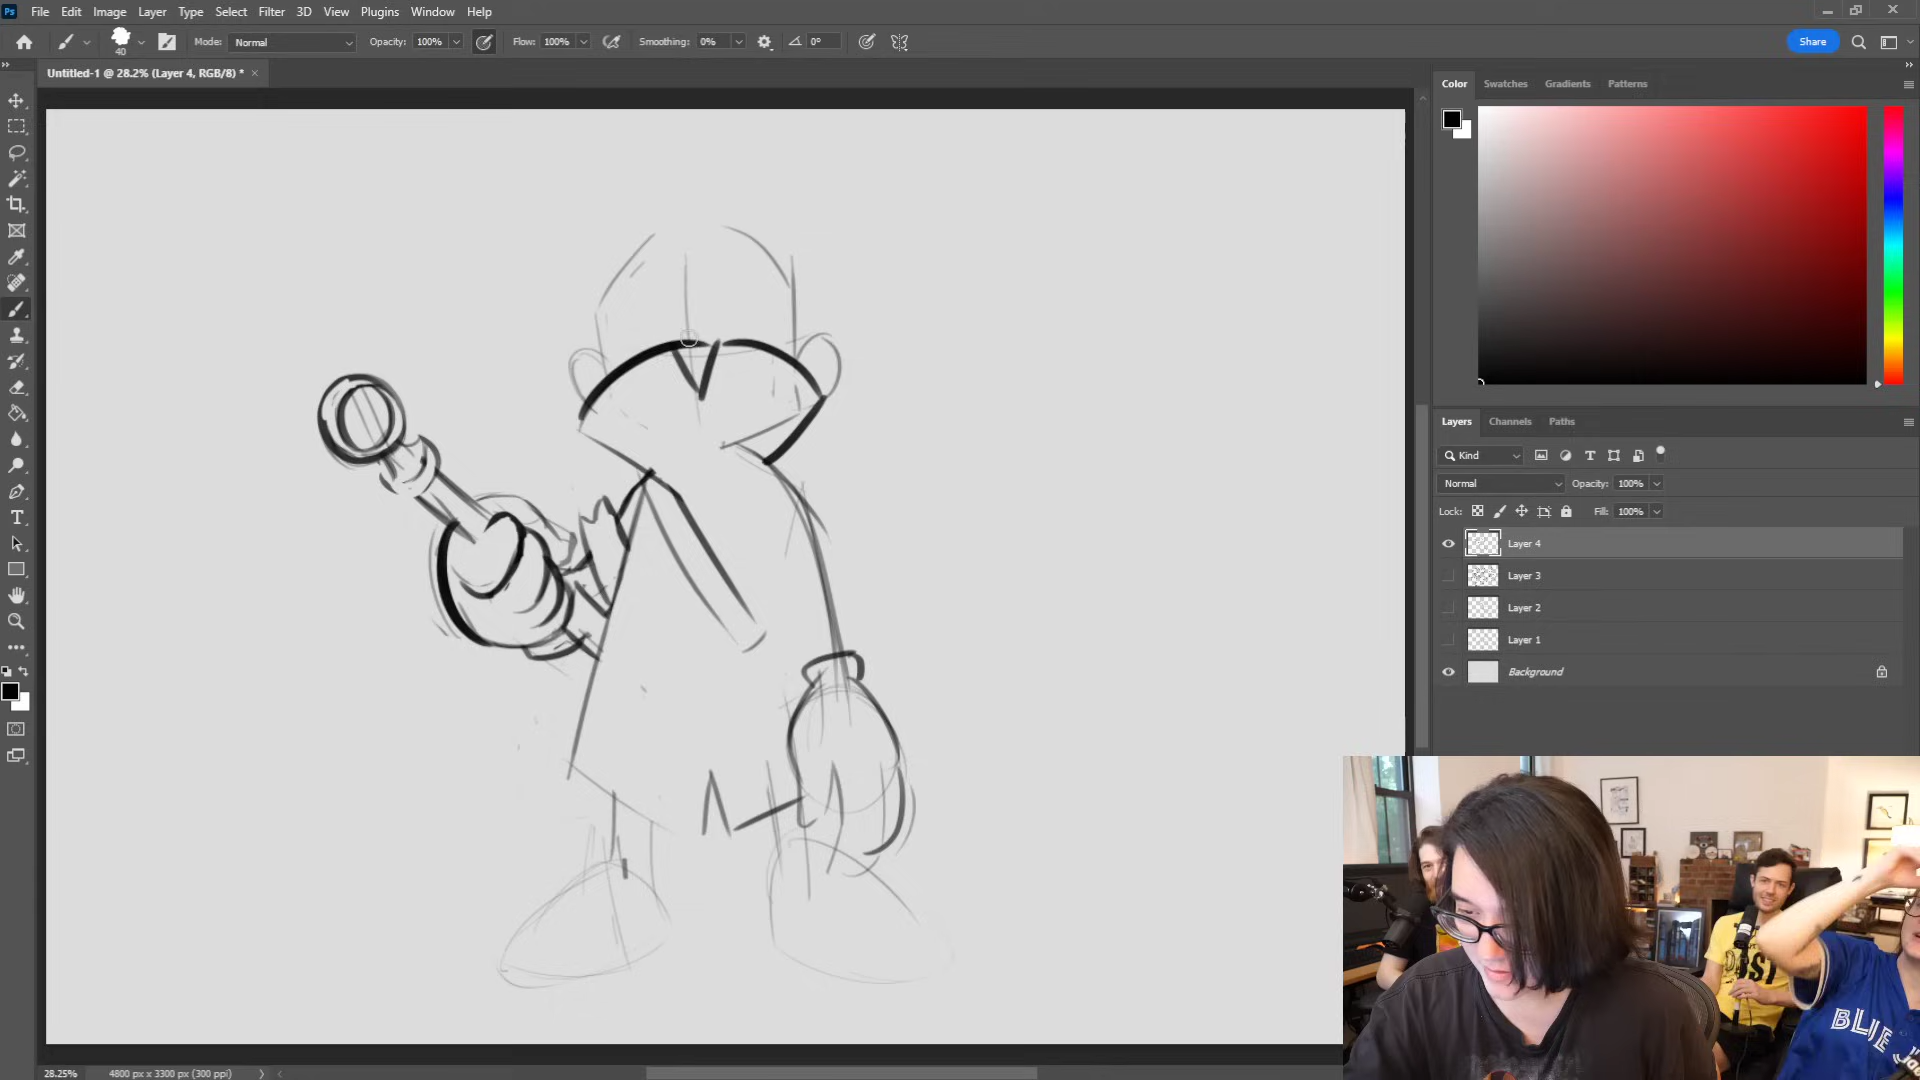 Ps File Edit Image Layer Type Select Filter 3D View Plugins Window Help
40 Mode: Normal Opacity: 100% Flow: 100% Smoothing: 0% 0° Share
Untitled-1 @ 28.2% (Layer 4, RGB/8) *
Color Swatches Gradients Patterns
Layers Channels Paths
Kind
Normal Opacity: 100%
Lock: Fill: 100%
Layer 4
Layer 3
Layer 2
Layer 1
Background
28.25% 4800 px x 3300 px (300 ppi)